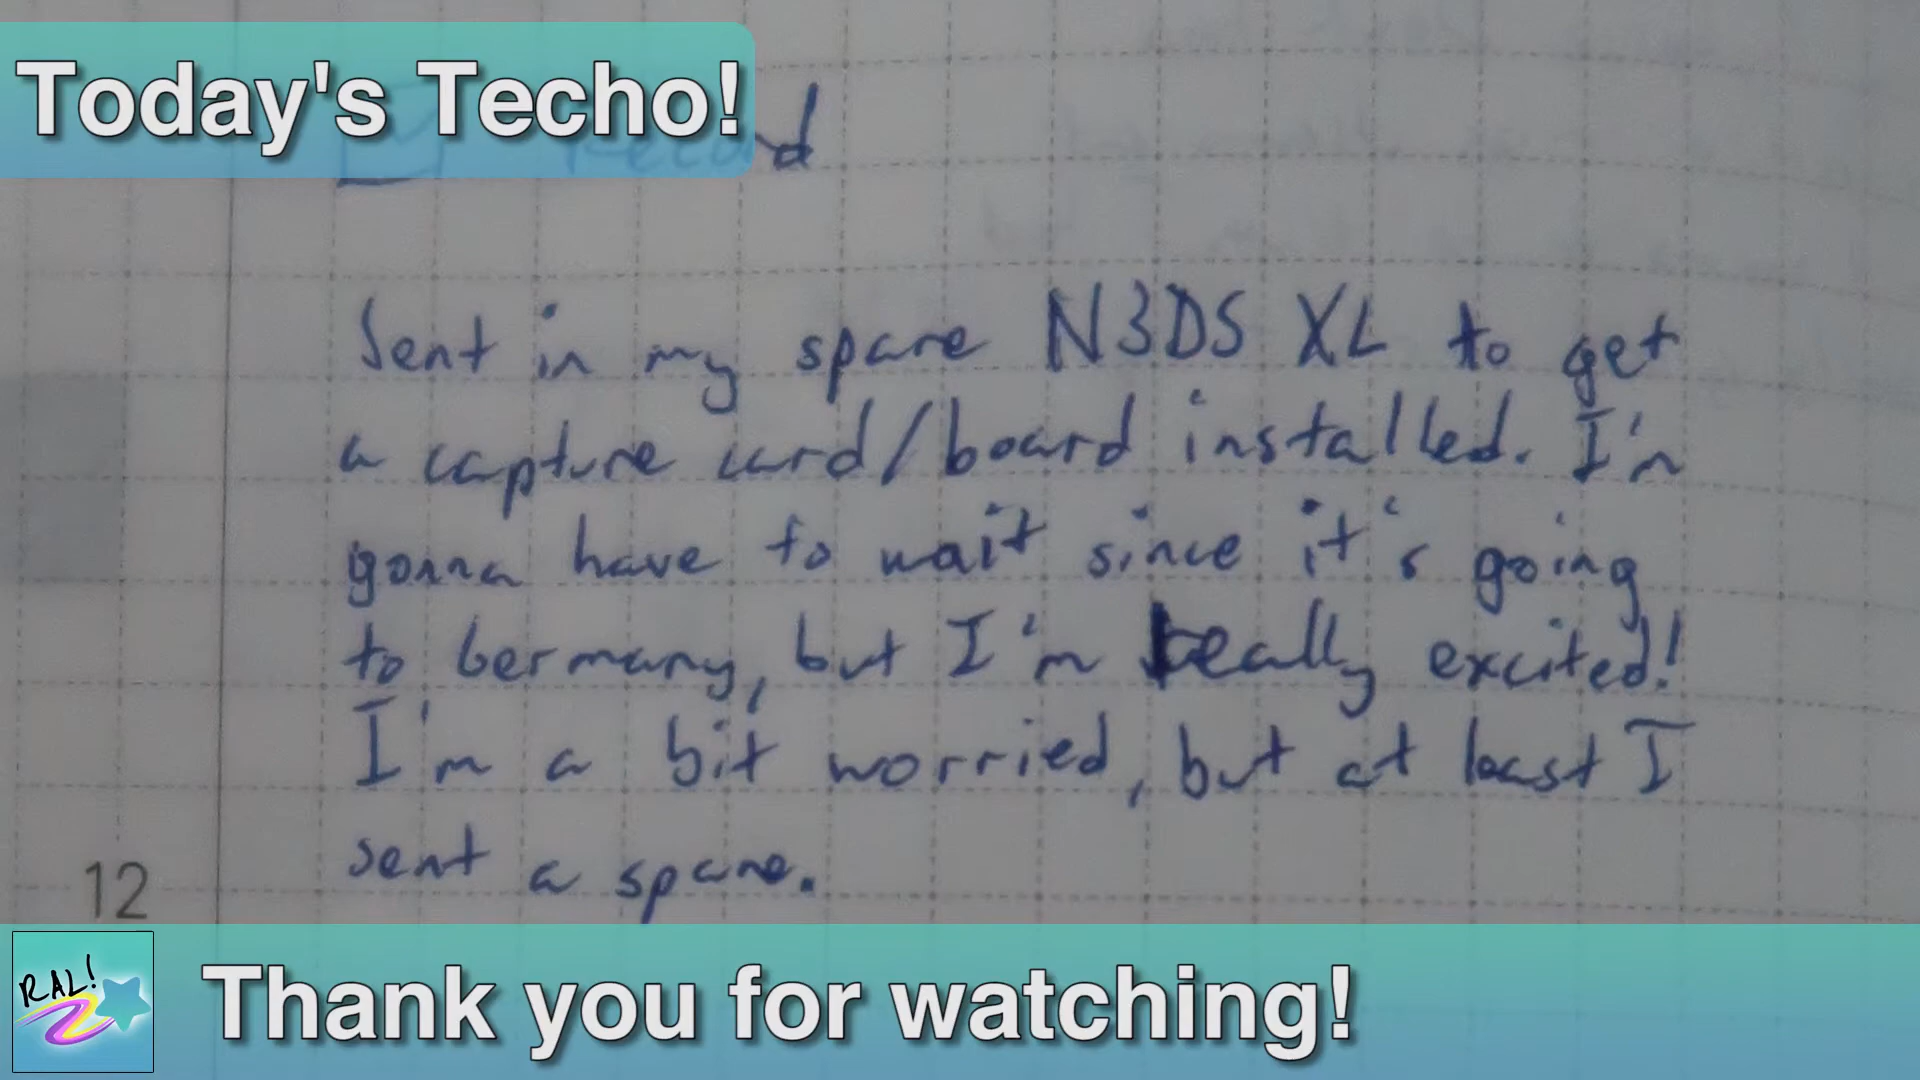 Today's Techo!
record
Sent in my spare N3DS XL to get
a capture card/board installed. I'm
gonna have to wait since it's going
to Germany, but I'm really excited!
I'm a bit worried, but at least I
sent a spare.
12
RAL!
Thank you for watching!